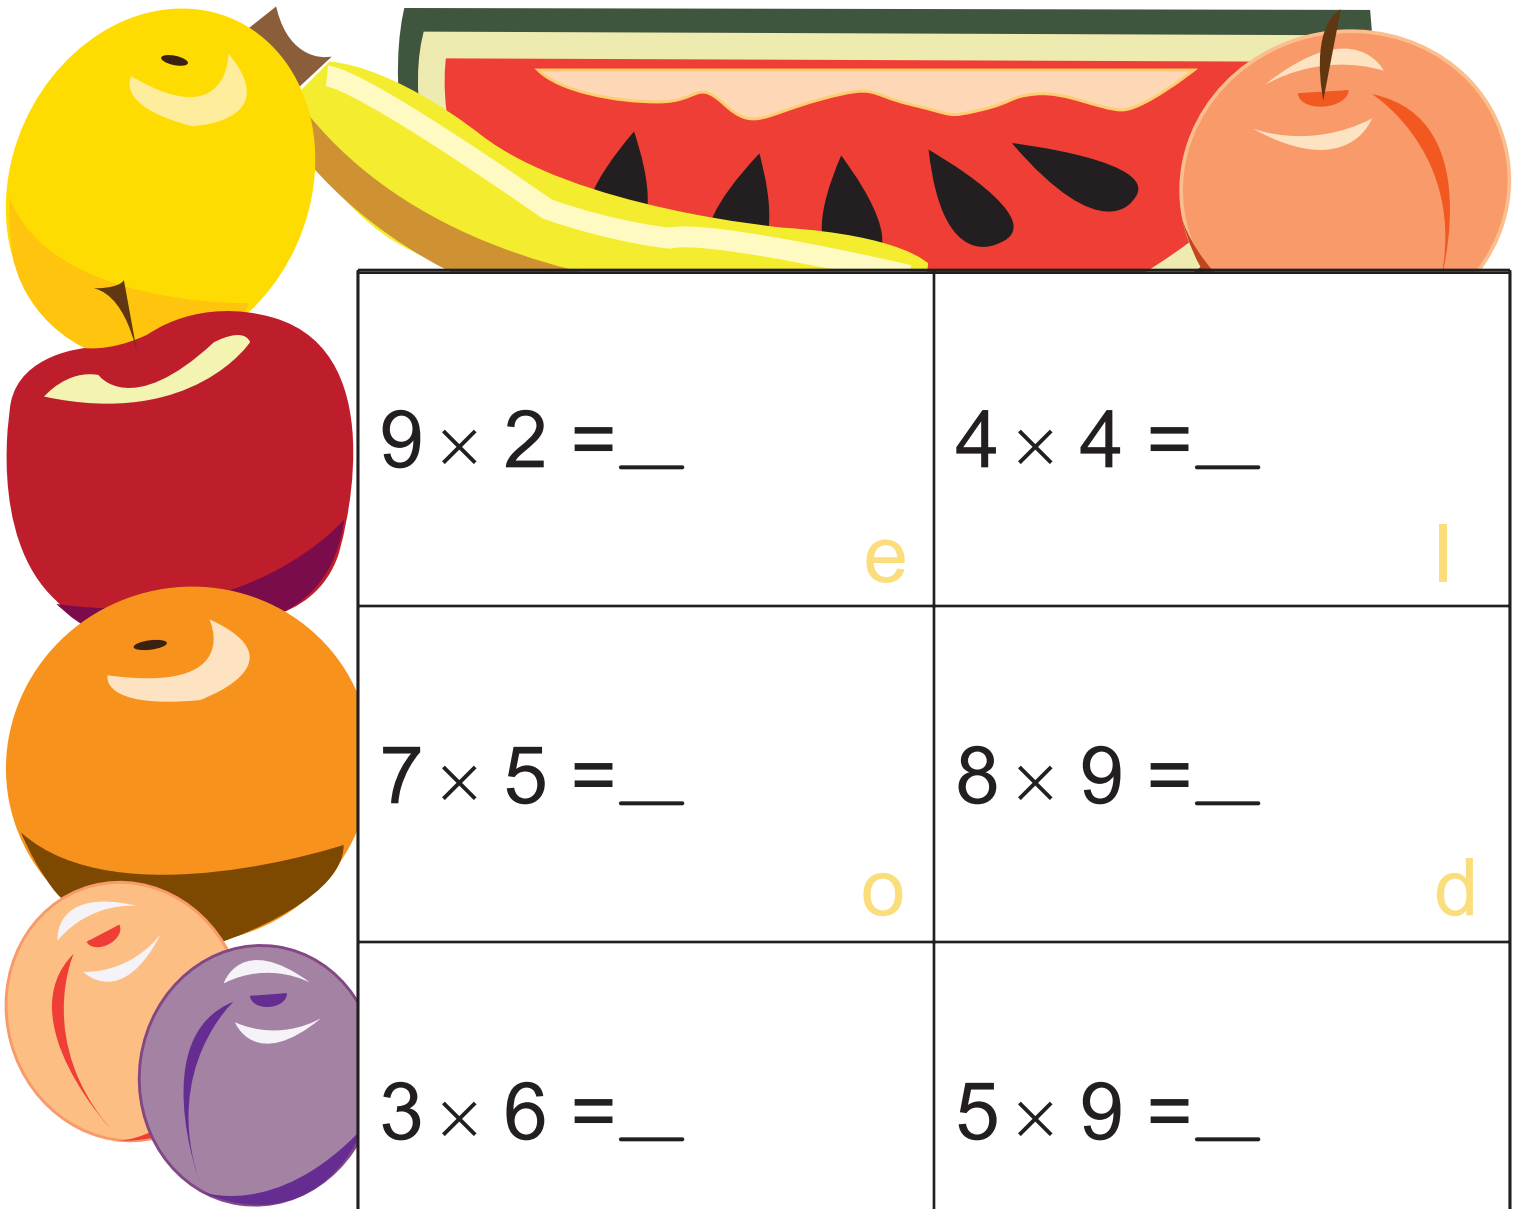 9 × 2 =__
4 × 4 =__
e
l
7 × 5 =__
8 × 9 =__
o
d
3 × 6 =__
5 × 9 =__